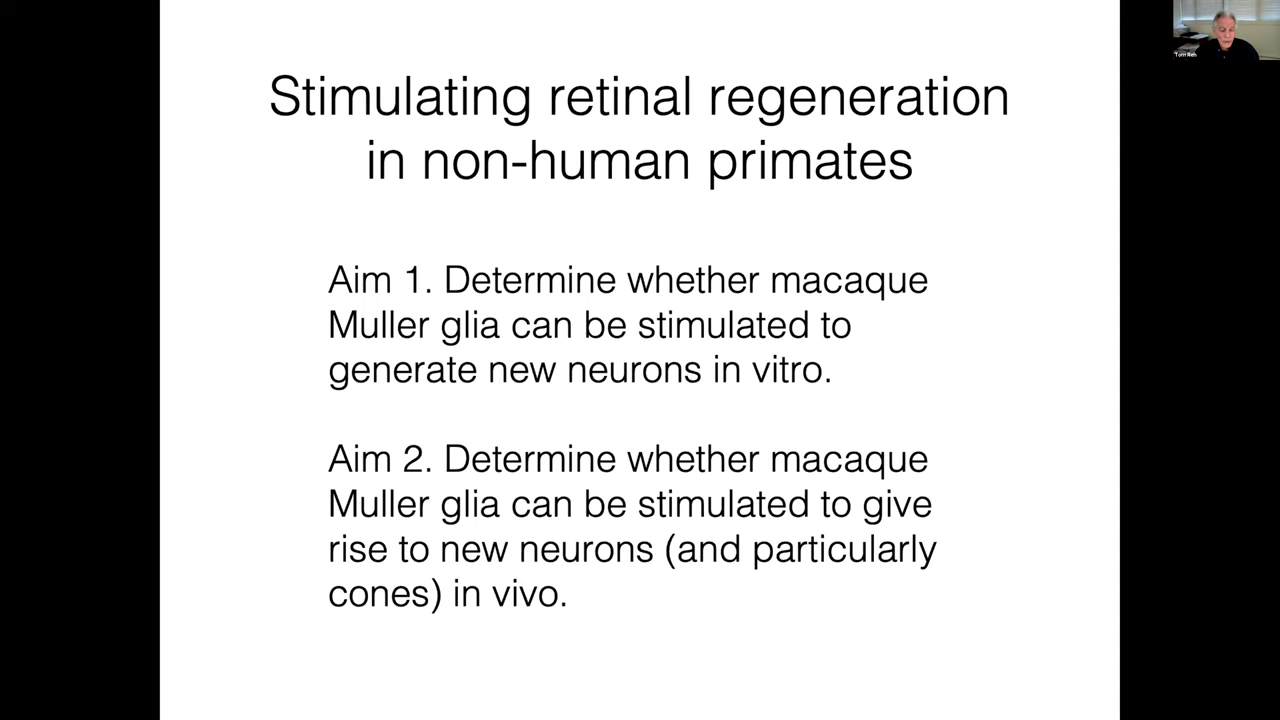 Stimulating retinal regeneration
in non-human primates
Aim 1. Determine whether macaque
Muller glia can be stimulated to
generate new neurons in vitro.
Aim 2. Determine whether macaque
Muller glia can be stimulated to give
rise to new neurons (and particularly
cones) in vivo.
Tom Reh